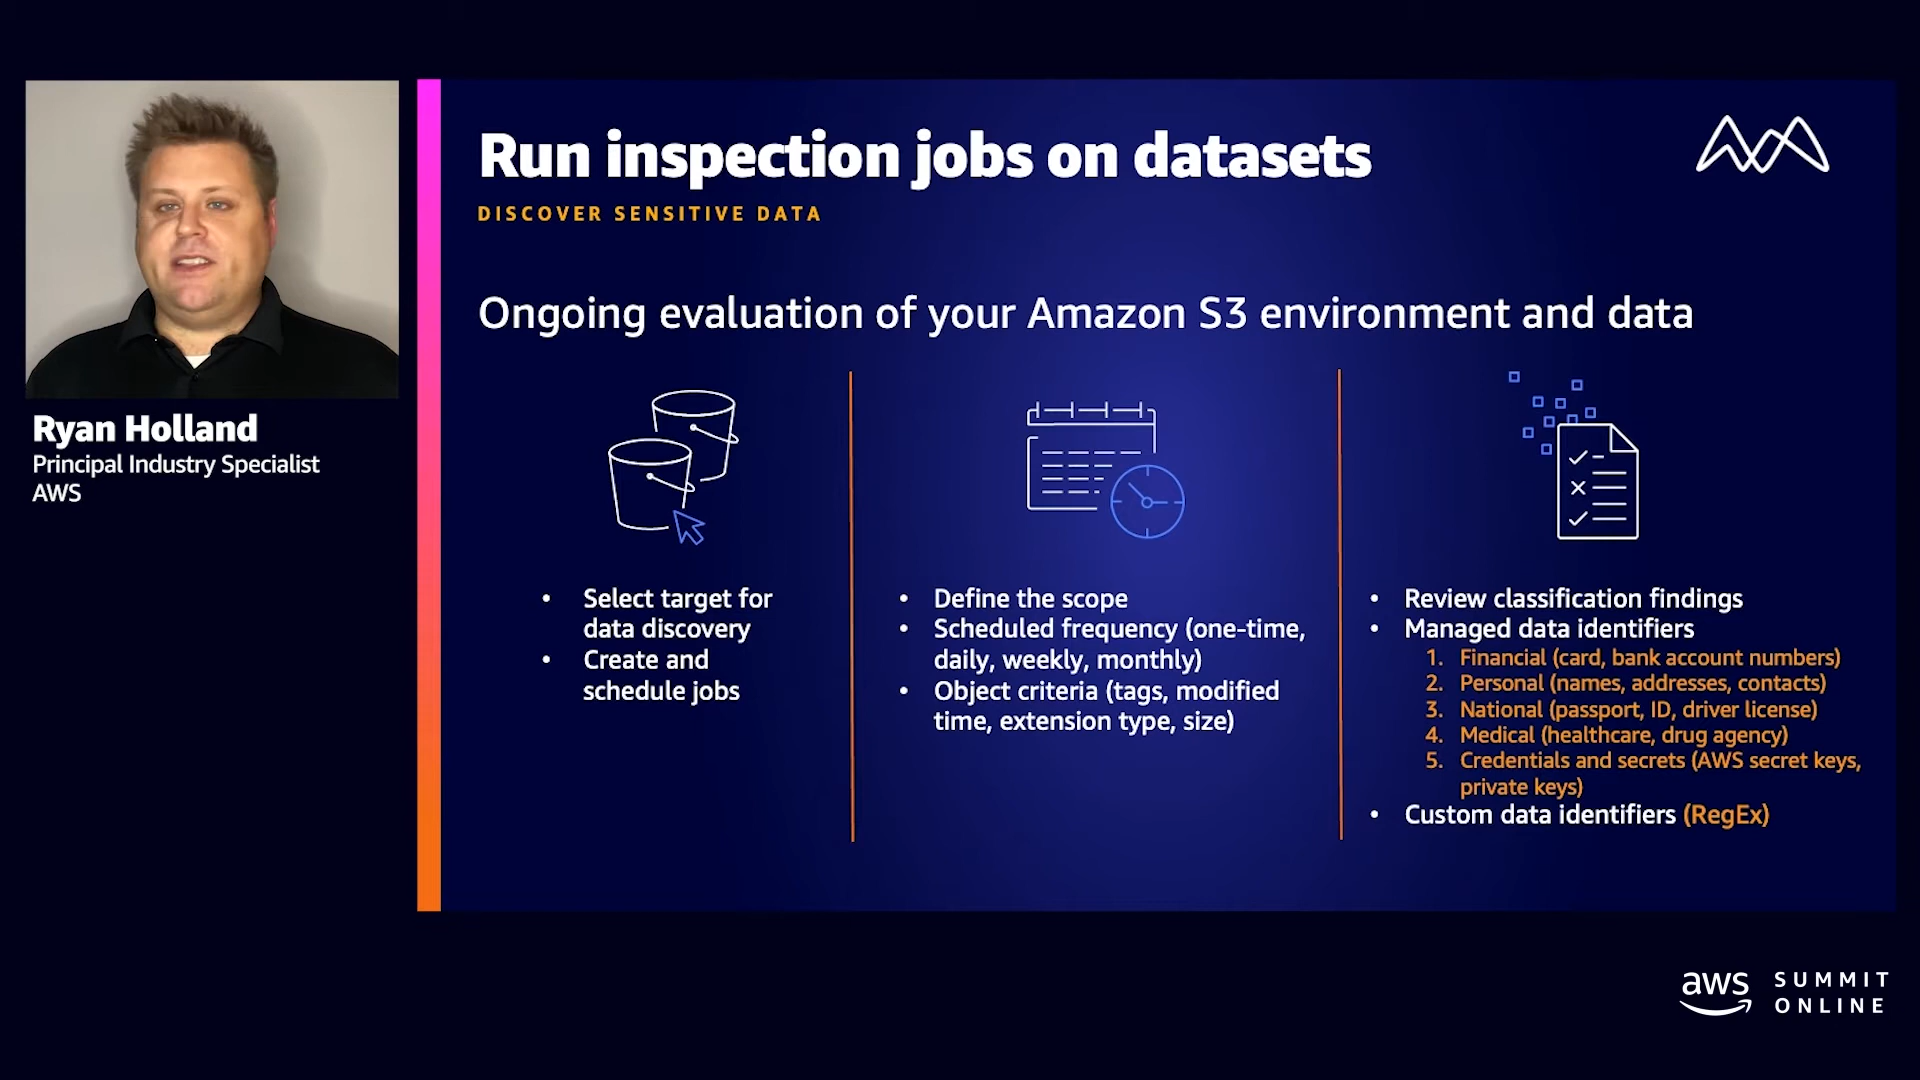 Run inspection jobs on datasets
DISCOVER SENSITIVE DATA
Ongoing evaluation of your Amazon S3 environment and data
Ryan Holland
Principal Industry Specialist
AWS
• Select target for
data discovery
• Create and
schedule jobs
• Define the scope
• Scheduled frequency (one-time,
daily, weekly, monthly)
• Object criteria (tags, modified
time, extension type, size)
• Review classification findings
• Managed data identifiers
1. Financial (card, bank account numbers)
2. Personal (names, addresses, contacts)
3. National (passport, ID, driver license)
4. Medical (healthcare, drug agency)
5. Credentials and secrets (AWS secret keys,
private keys)
• Custom data identifiers (RegEx)
aws
SUMMIT
ONLINE